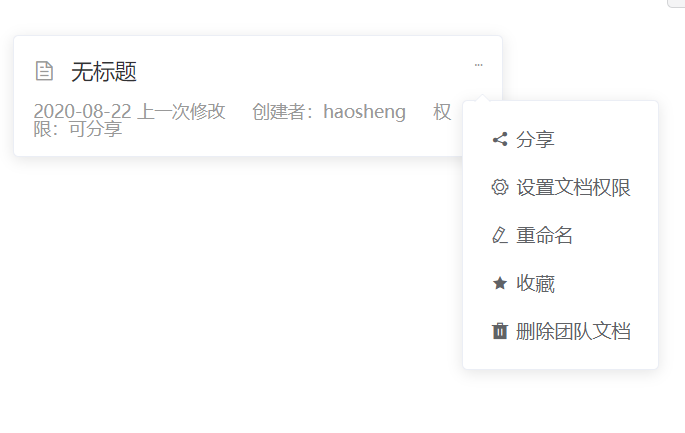 无标题
...
2020-08-22 上一次修改 创建者：haosheng 权
限：可分享
分享
设置文档权限
重命名
收藏
删除团队文档